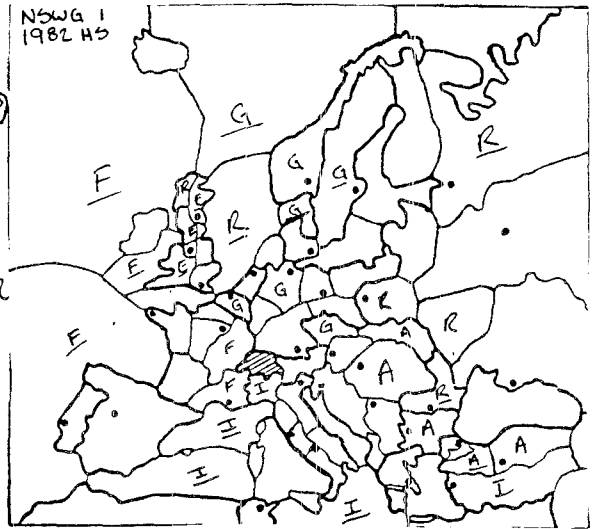 NSWG 1
1982 HS
G
R
G G
F R E
G
R E
E E
G
G R
G A R
F F
A
F I R
I A
A A
I I
I